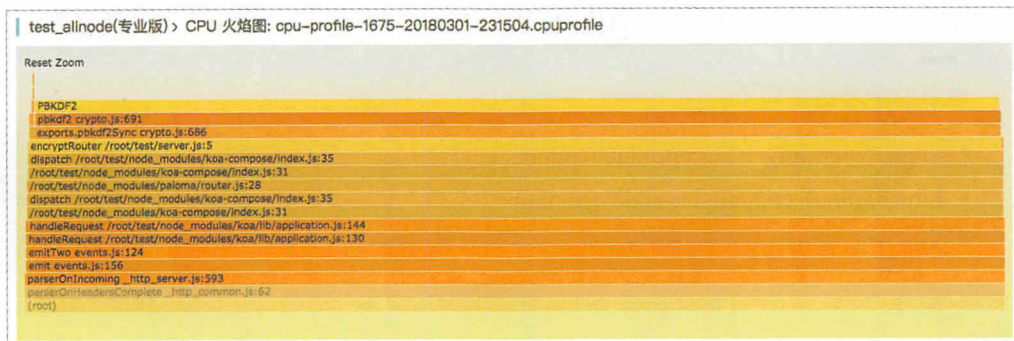 test_allnode(专业版) > CPU 火焰图: cpu-profile-1675-20180301-231504.cpuprofile
Reset Zoom
PBKDF2
pbkdf2 crypto.js:691
exports.pbkdf2Sync crypto.js:686
encryptRouter /root/test/server.js:5
dispatch /root/test/node_modules/koa-compose/index.js:35
/root/test/node_modules/koa-compose/index.js:31
/root/test/node_modules/paloma/router.js:28
dispatch /root/test/node_modules/koa-compose/index.js:35
/root/test/node_modules/koa-compose/index.js:31
handleRequest /root/test/node_modules/koa/lib/application.js:144
handleRequest /root/test/node_modules/koa/lib/application.js:130
emitTwo events.js:124
emit events.js:156
parserOnIncoming _http_server.js:593
parserOnHeadersComplete _http_common.js:62
(root)